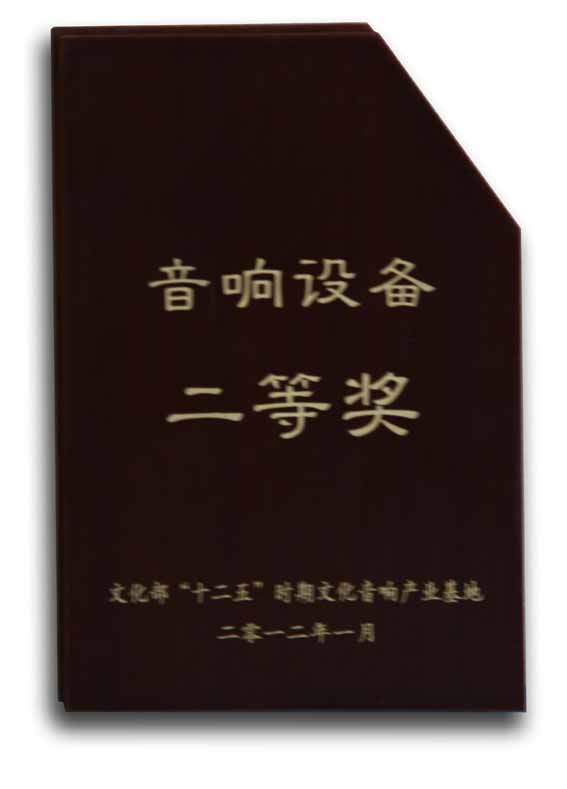 音响设备
二等奖
文化部“十二五”时期文化音响产业基地
二零一二年一月